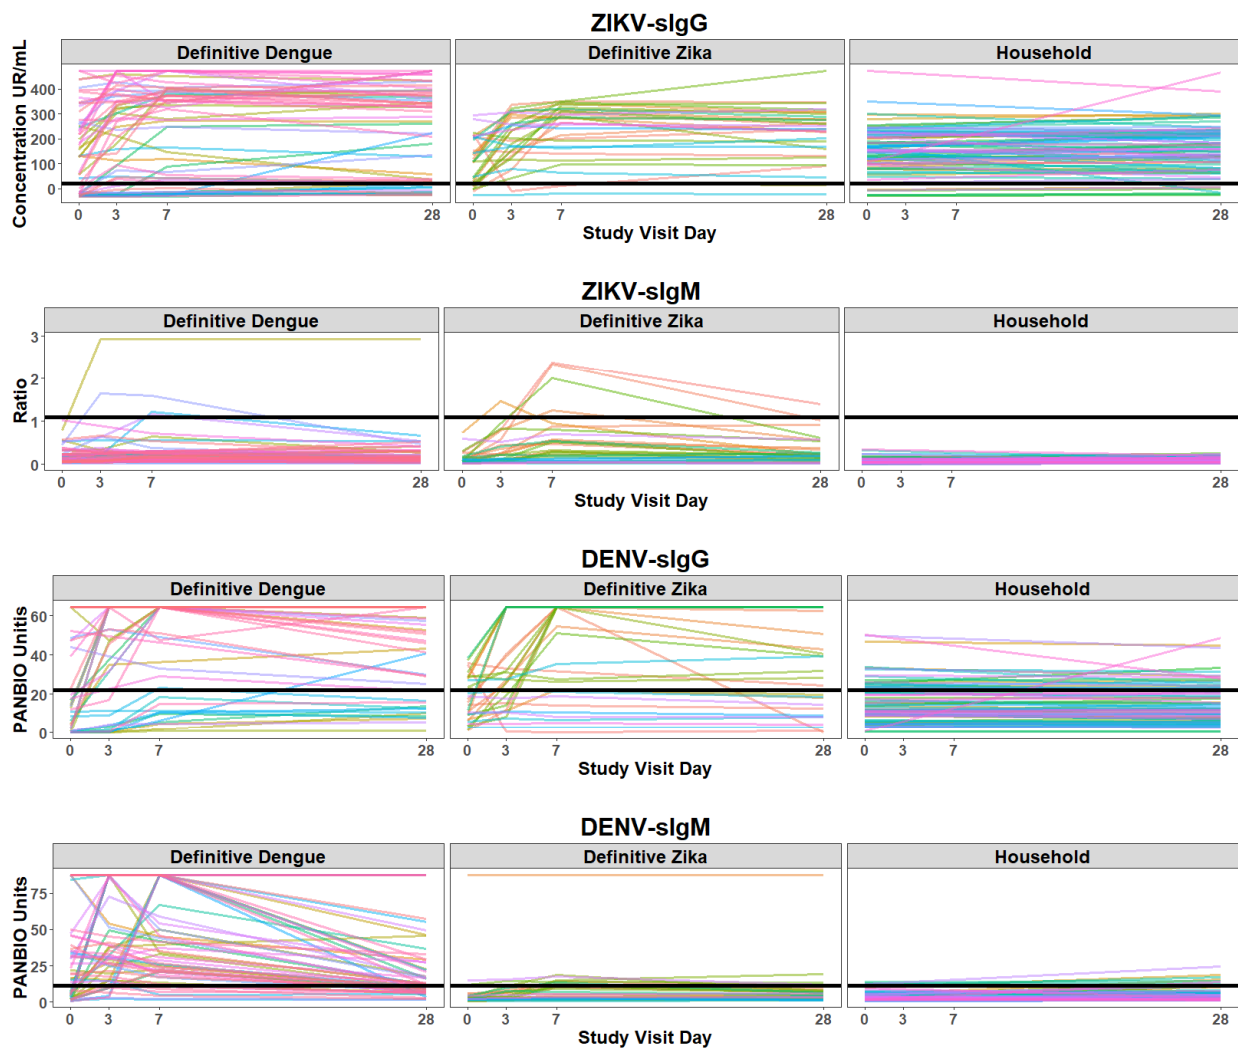 ZIKV-sIgG
Definitive Dengue Definitive Zika Household
Concentration UR/mL
400
300
200
100
0
0 3 7 28 0 3 7 28 0 3 7 28
Study Visit Day
ZIKV-sIgM
Definitive Dengue Definitive Zika Household
Ratio
3
2
1
0
0 3 7 28 0 3 7 28 0 3 7 28
Study Visit Day
DENV-sIgG
Definitive Dengue Definitive Zika Household
PANBIO Unitis
60
40
20
0
0 3 7 28 0 3 7 28 0 3 7 28
Study Visit Day
DENV-sIgM
Definitive Dengue Definitive Zika Household
PANBIO Units
75
50
25
0
0 3 7 28 0 3 7 28 0 3 7 28
Study Visit Day